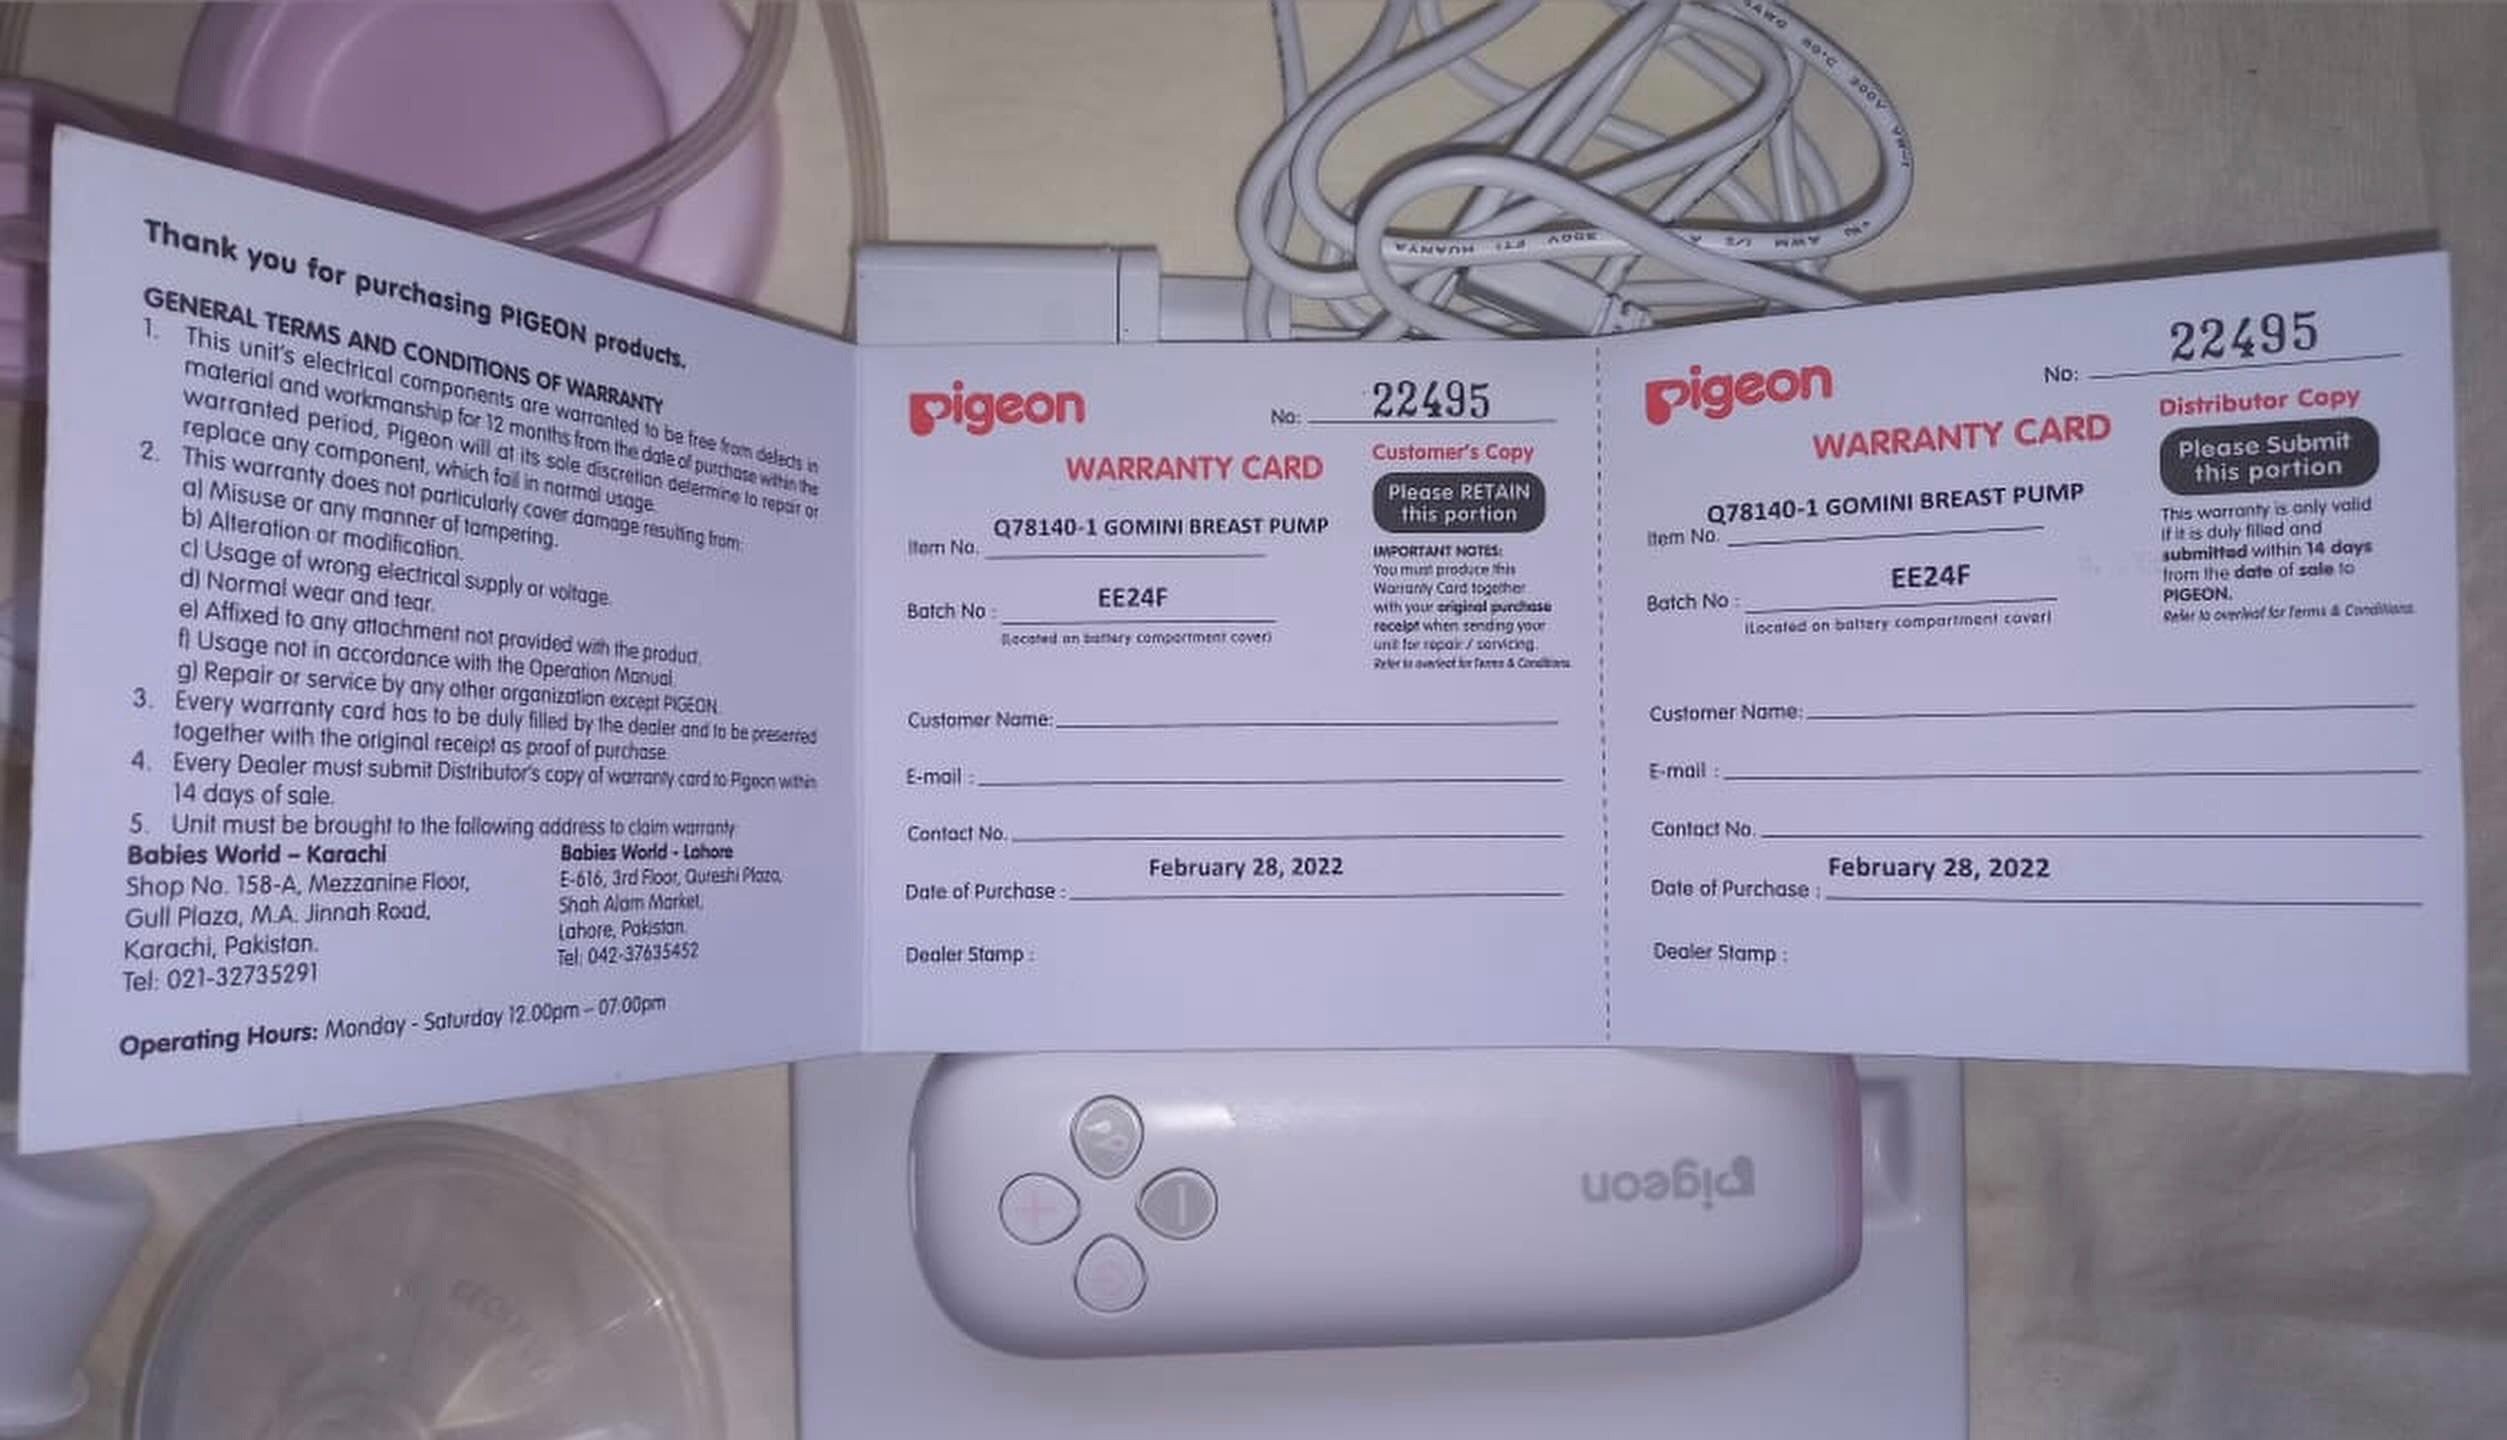 Thank you for purchasing PIGEON products.
GENERAL TERMS AND CONDITIONS OF WARRANTY
1. This unit's electrical components are warranted to be free from defects in
material and workmanship for 12 months from the date of purchase within the
warranted period, Pigeon will at its sole discretion determine to repair or
replace any component, which fail in normal usage.
2. This warranty does not particularly cover damage resulting from:
a) Misuse or any manner of tampering.
b) Alteration or modification.
c) Usage of wrong electrical supply or voltage.
d) Normal wear and tear.
e) Affixed to any attachment not provided with the product.
f) Usage not in accordance with the Operation Manual.
g) Repair or service by any other organization except PIGEON.
3. Every warranty card has to be duly filled by the dealer and to be presented
together with the original receipt as proof of purchase.
4. Every Dealer must submit Distributor's copy of warranty card to Pigeon within
14 days of sale.
5. Unit must be brought to the following address to claim warranty:
Babies World – Karachi
Shop No. 158-A, Mezzanine Floor,
Gull Plaza, M.A. Jinnah Road,
Karachi, Pakistan.
Tel: 021-32735291
Babies World - Lahore
E-616, 3rd Floor, Qureshi Plaza,
Shah Alam Market,
Lahore, Pakistan.
Tel: 042-37635452
Operating Hours: Monday - Saturday 12.00pm – 07.00pm
pigeon
No: 22495
WARRANTY CARD
Customer's Copy
Please RETAIN
this portion
Item No. Q78140-1 GOMINI BREAST PUMP
Batch No : EE24F
(Located on battery compartment cover)
IMPORTANT NOTES:
You must produce this
Warranty Card together
with your original purchase
receipt when sending your
unit for repair / servicing.
Refer to overleaf for Terms & Conditions.
Customer Name:
E-mail :
Contact No.
Date of Purchase : February 28, 2022
Dealer Stamp :
pigeon
No: 22495
WARRANTY CARD
Distributor Copy
Please Submit
this portion
Item No. Q78140-1 GOMINI BREAST PUMP
Batch No : EE24F
(Located on battery compartment cover)
This warranty is only valid
if it is duly filled and
submitted within 14 days
from the date of sale to
PIGEON.
Refer to overleaf for Terms & Conditions.
Customer Name:
E-mail :
Contact No.
Date of Purchase : February 28, 2022
Dealer Stamp :
pigeon